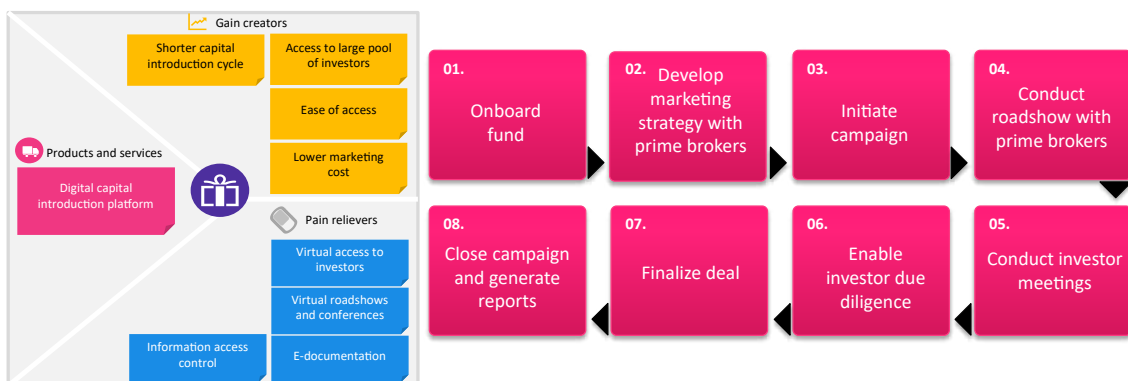 Gain creators
Shorter capital
introduction cycle
Access to large pool
of investors
Ease of access
Lower marketing
cost
Products and services
Digital capital
introduction platform
Pain relievers
Virtual access to
investors
Virtual roadshows
and conferences
Information access
control
E-documentation
01.
Onboard
fund
02.
Develop
marketing
strategy with
prime brokers
03.
Initiate
campaign
04.
Conduct
roadshow with
prime brokers
05.
Conduct investor
meetings
06.
Enable
investor due
diligence
07.
Finalize deal
08.
Close campaign
and generate
reports